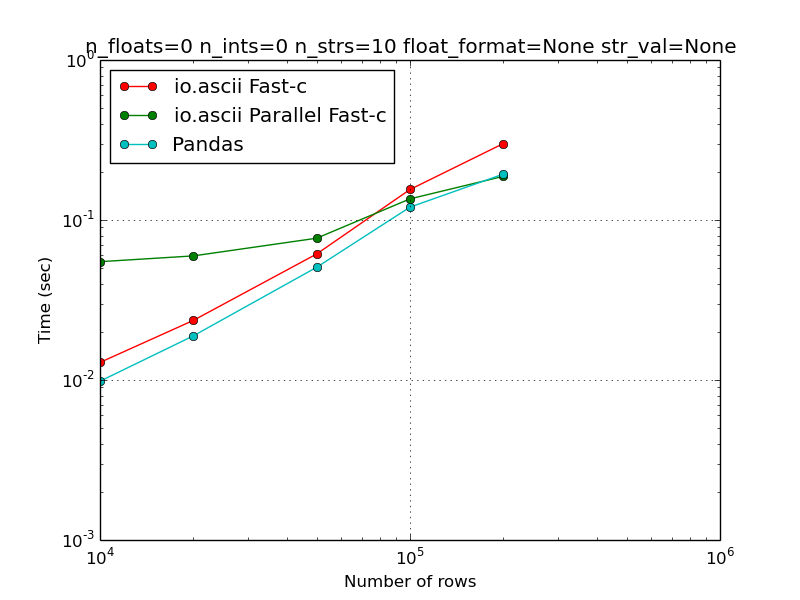 n_floats=0 n_ints=0 n_strs=10 float_format=None str_val=None
10^0
io.ascii Fast-c
io.ascii Parallel Fast-c
Pandas
10^-1
Time (sec)
10^-2
10^-3
10^4 10^5 10^6
Number of rows